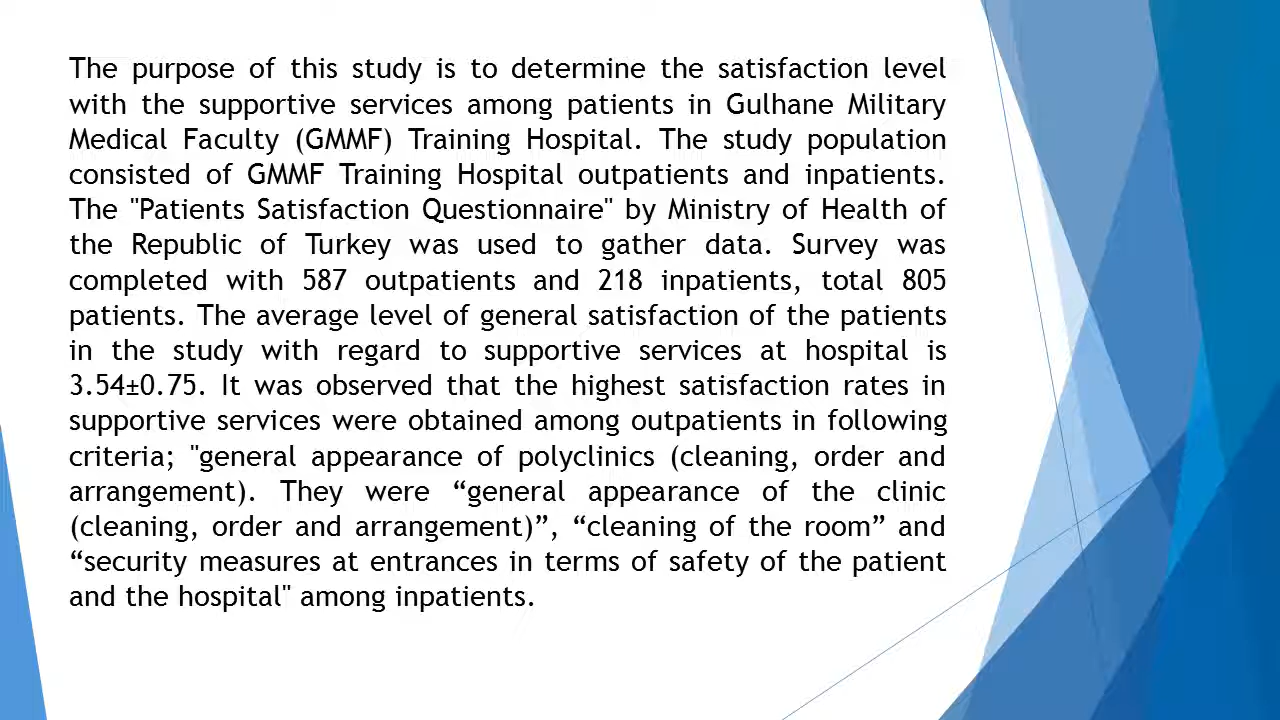 The purpose of this study is to determine the satisfaction level
with the supportive services among patients in Gulhane Military
Medical Faculty (GMMF) Training Hospital. The study population
consisted of GMMF Training Hospital outpatients and inpatients.
The "Patients Satisfaction Questionnaire" by Ministry of Health of
the Republic of Turkey was used to gather data. Survey was
completed with 587 outpatients and 218 inpatients, total 805
patients. The average level of general satisfaction of the patients
in the study with regard to supportive services at hospital is
3.54±0.75. It was observed that the highest satisfaction rates in
supportive services were obtained among outpatients in following
criteria; "general appearance of polyclinics (cleaning, order and
arrangement). They were “general appearance of the clinic
(cleaning, order and arrangement)”, “cleaning of the room” and
“security measures at entrances in terms of safety of the patient
and the hospital" among inpatients.